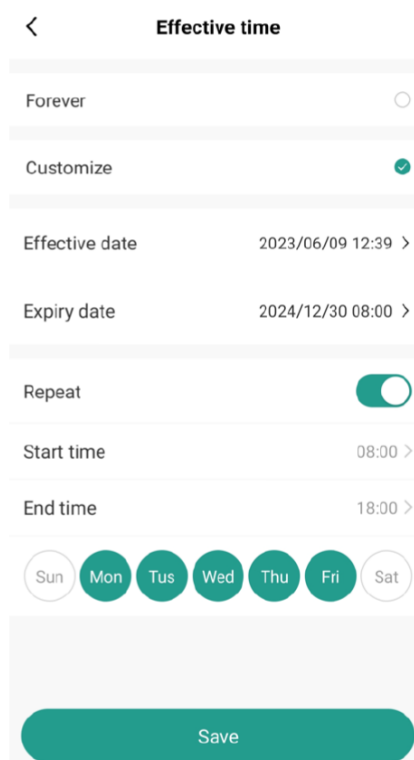 Effective time
Forever
Customize
Effective date 2023/06/09 12:39
Expiry date 2024/12/30 08:00
Repeat
Start time 08:00
End time 18:00
Sun Mon Tus Wed Thu Fri Sat
Save